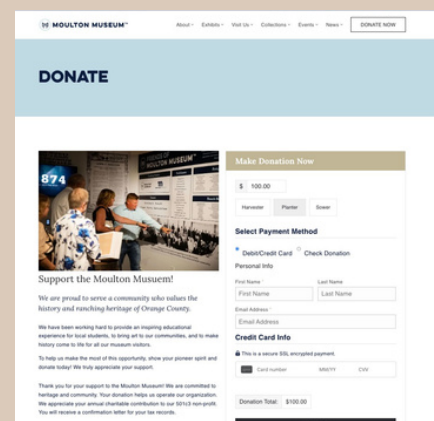 MOULTON MUSEUM™
About Exhibits Visit Us Collections Events News DONATE NOW
DONATE
874
FRIENDS OF
MOULTON MUSEUM
Support the Moulton Musuem!
We are proud to serve a community who values the
history and ranching heritage of Orange County.
We have been working hard to provide an inspiring educational
experience for local students, to bring art to our communities, and to make
history come to life for all our museum visitors.
To help us make the most of this opportunity, show your pioneer spirit and
donate today! We truly appreciate your support.
Thank you for your support to the Moulton Museum! We are committed to
heritage and community. Your donation helps us operate our organization.
We appreciate your annual charitable contribution to our 501c3 non-profit.
You will receive a confirmation letter for your tax records.
Make Donation Now
$ 100.00
Harvester Planter Sower
Select Payment Method
Debit/Credit Card Check Donation
Personal Info
First Name * Last Name
First Name Last Name
Email Address *
Email Address
Credit Card Info
This is a secure SSL encrypted payment.
Card number MM/YY CVV
Donation Total: $100.00